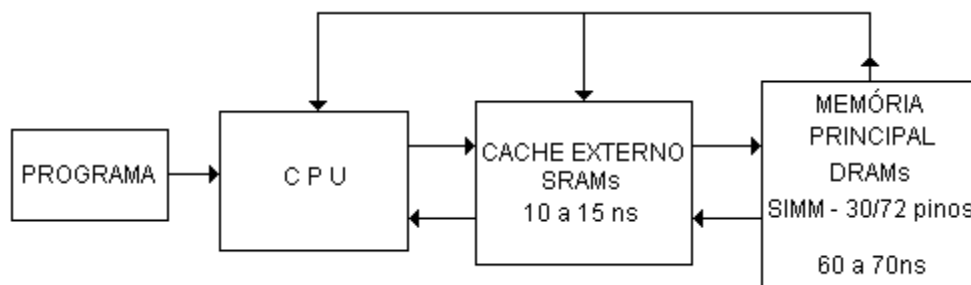 PROGRAMA
C P U
CACHE EXTERNO
SRAMs
10 a 15 ns
MEMÓRIA
PRINCIPAL
DRAMs
SIMM - 30/72 pinos
60 a 70ns